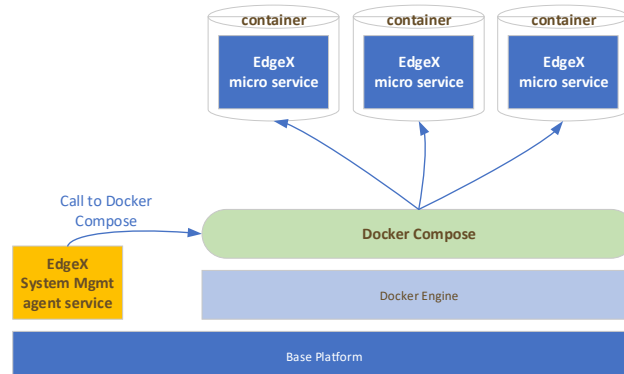 container
container
container
EdgeX
micro service
EdgeX
micro service
EdgeX
micro service
Call to Docker
Compose
Docker Compose
EdgeX
System Mgmt
agent service
Docker Engine
Base Platform